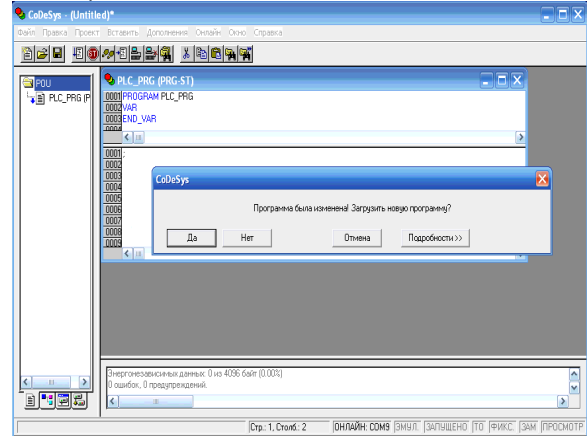 CoDeSys - (Untitled)*
Файл Правка Проект Вставить Дополнения Онлайн Окно Справка
POU
PLC_PRG (P
PLC_PRG (PRG-ST)
0001 PROGRAM PLC_PRG
0002 VAR
0003 END_VAR
0004
0001 ;
0002
0003
0004
0005
0006
0007
0008
0009
CoDeSys
Программа была изменена! Загрузить новую программу?
Да Нет Отмена Подробности >>
Энергонезависимых данных: 0 из 4096 байт (0.00%)
0 ошибок, 0 предупреждений.
Стр.: 1, Столб.: 2 ОНЛАЙН: COM9 ЭМУЛ. ЗАПУЩЕНО ТО ФИКС. ЗАМ ПРОСМОТР